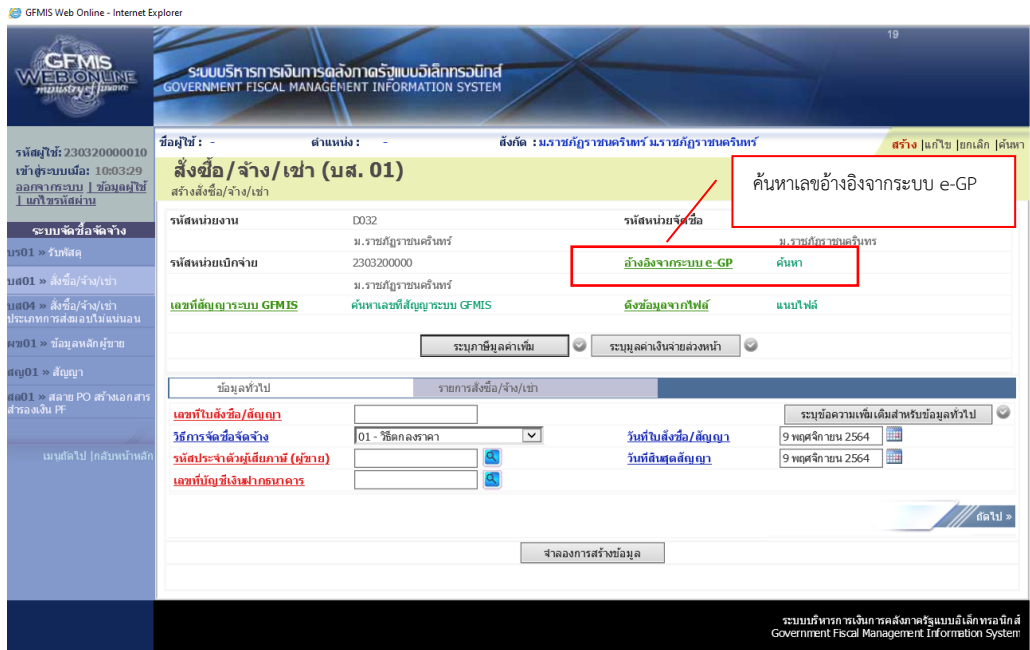 GFMIS Web Online - Internet Explorer
19
GFMIS
WEB ONLINE
ministry of finance
ระบบบริหารการเงินการคลังภาครัฐแบบอิเล็กทรอนิกส์
GOVERNMENT FISCAL MANAGEMENT INFORMATION SYSTEM
รหัสผู้ใช้: 230320000010
เข้าสู่ระบบเมื่อ: 10:03:29
ออกจากระบบ | ข้อมูลผู้ใช้
| แก้ไขรหัสผ่าน
ระบบจัดซื้อจัดจ้าง
บร01 » รับพัสดุ
บส01 » สั่งซื้อ/จ้าง/เช่า
บส04 » สั่งซื้อ/จ้าง/เช่า
ประเภทการส่งมอบไม่แน่นอน
ผข01 » ข้อมูลหลักผู้ขาย
สญ01 » สัญญา
สล01 » สลาย PO สร้างเอกสาร
สำรองเงิน PF
เมนูถัดไป |กลับหน้าหลัก
ชื่อผู้ใช้ : - ตำแหน่ง : - สังกัด : ม.ราชภัฏราชนครินทร์ ม.ราชภัฏราชนครินทร์
สร้าง |แก้ไข |ยกเลิก |ค้นหา
สั่งซื้อ/จ้าง/เช่า (บส. 01)
สร้างสั่งซื้อ/จ้าง/เช่า
ค้นหาเลขอ้างอิงจากระบบ e-GP
รหัสหน่วยงาน D032 รหัสหน่วยจัดซื้อ
ม.ราชภัฏราชนครินทร์ ม.ราชภัฏราชนครินทร
รหัสหน่วยเบิกจ่าย 2303200000 อ้างอิงจากระบบ e-GP ค้นหา
ม.ราชภัฏราชนครินทร์
เลขที่สัญญาระบบ GFMIS ค้นหาเลขที่สัญญาระบบ GFMIS ดึงข้อมูลจากไฟล์ แนบไฟล์
ระบุภาษีมูลค่าเพิ่ม ระบุมูลค่าเงินจ่ายล่วงหน้า
ข้อมูลทั่วไป รายการสั่งซื้อ/จ้าง/เช่า
เลขที่ใบสั่งซื้อ/สัญญา ระบุข้อความเพิ่มเติมสำหรับข้อมูลทั่วไป
วิธีการจัดซื้อจัดจ้าง 01 - วิธีตกลงราคา วันที่ใบสั่งซื้อ/สัญญา 9 พฤศจิกายน 2564
รหัสประจำตัวผู้เสียภาษี (ผู้ขาย) วันที่สิ้นสุดสัญญา 9 พฤศจิกายน 2564
เลขที่บัญชีเงินฝากธนาคาร
ถัดไป »
จำลองการสร้างข้อมูล
ระบบบริหารการเงินการคลังภาครัฐแบบอิเล็กทรอนิกส์
Government Fiscal Management Information System